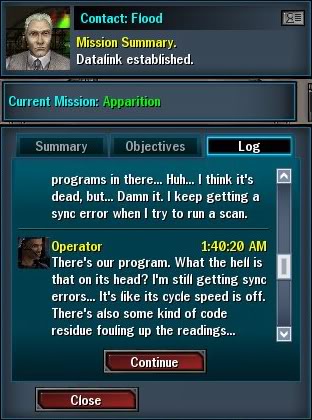 Contact: Flood
Mission Summary.
Datalink established.
Current Mission: Apparition
Summary
Objectives
Log
programs in there... Huh... I think it's
dead, but... Damn it. I keep getting a
sync error when I try to run a scan.
Operator 1:40:20 AM
There's our program. What the hell is
that on its head? I'm still getting sync
errors... It's like its cycle speed is off.
There's also some kind of code
residue fouling up the readings...
Continue
Close